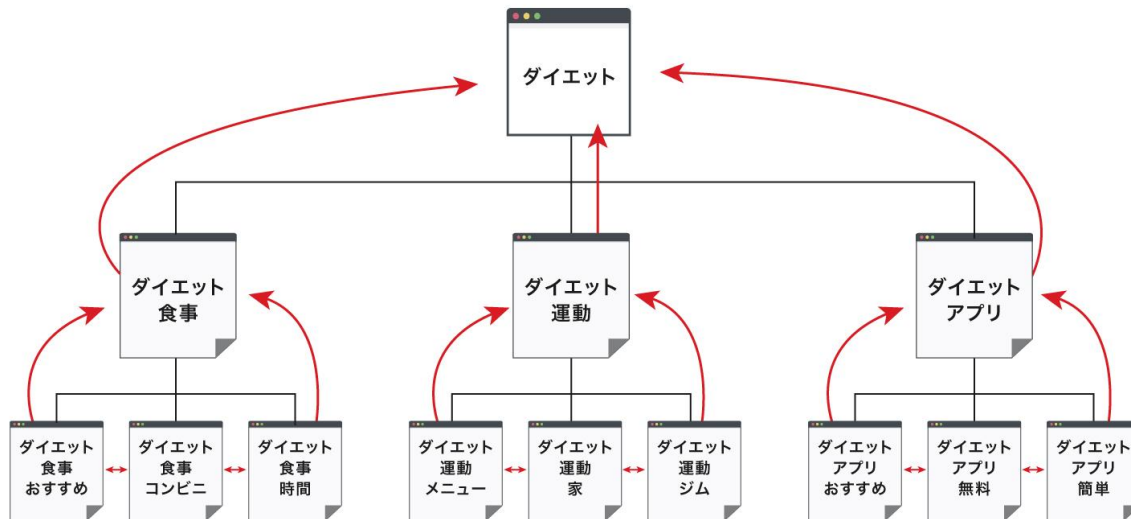 ダイエット
ダイエット
食事
ダイエット
運動
ダイエット
アプリ
ダイエット
食事
おすすめ
ダイエット
食事
コンビニ
ダイエット
食事
時間
ダイエット
運動
メニュー
ダイエット
運動
家
ダイエット
運動
ジム
ダイエット
アプリ
おすすめ
ダイエット
アプリ
無料
ダイエット
アプリ
簡単